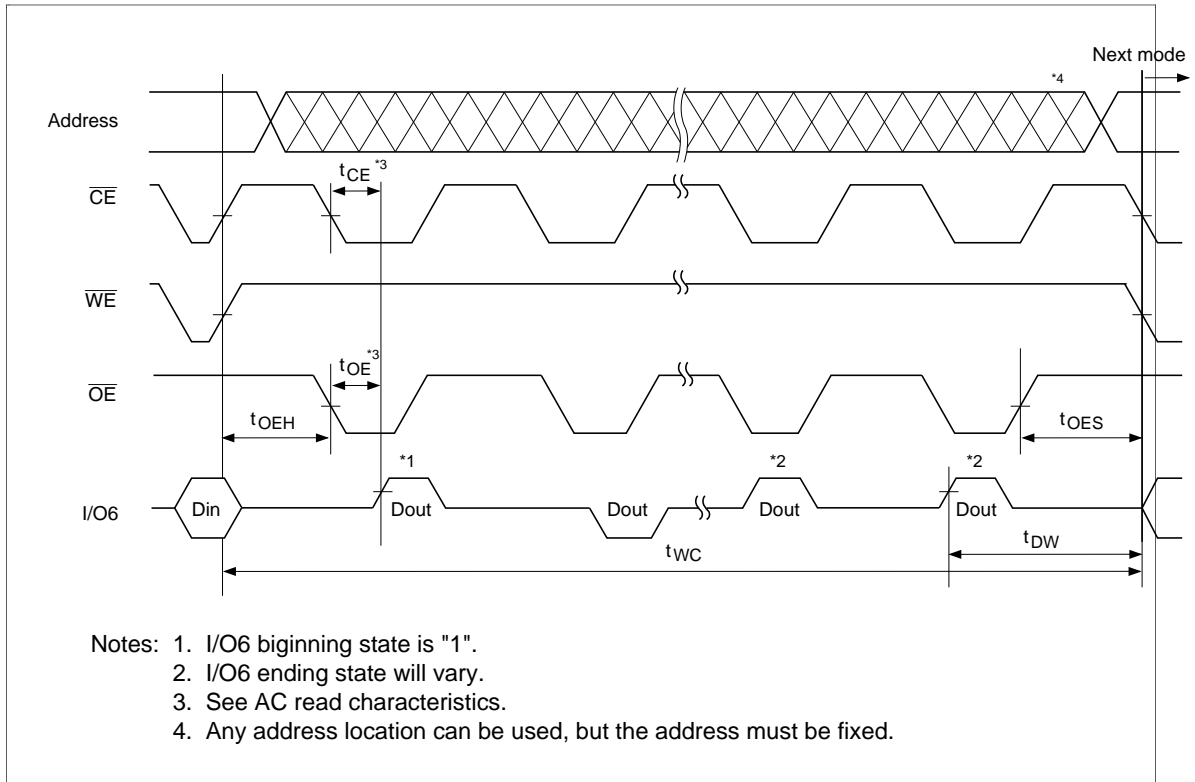 Next mode
*4
Address
tCE *3
CE
WE
tOE *3
OE
tOEH
tOES
*1
*2
*2
I/O6
Din
Dout
Dout
Dout
Dout
tDW
tWC
Notes: 1. I/O6 biginning state is "1".
2. I/O6 ending state will vary.
3. See AC read characteristics.
4. Any address location can be used, but the address must be fixed.